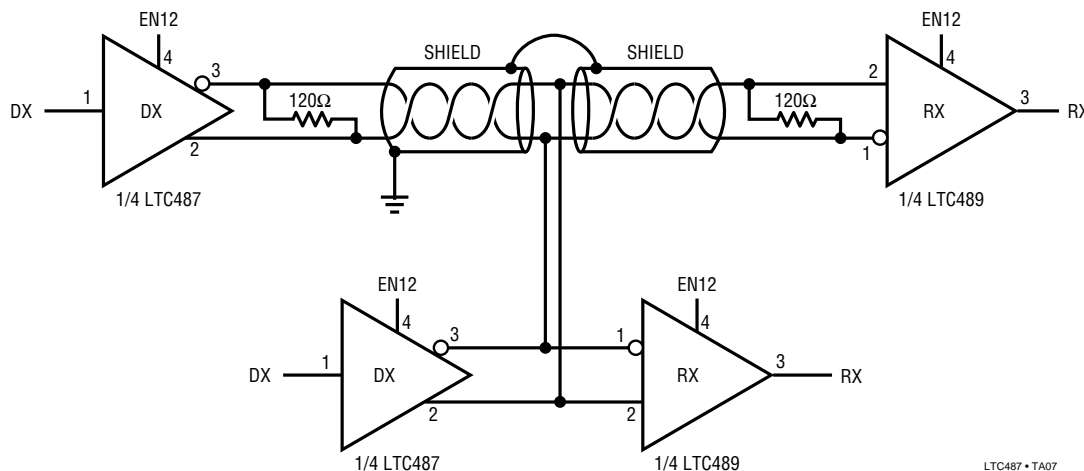 EN12
SHIELD
SHIELD
EN12
4
3
120Ω
2
120Ω
4
3
DX
1
DX
RX
RX
2
1
1/4 LTC487
1/4 LTC489
EN12
EN12
4
3
1
4
DX
1
DX
RX
3
RX
2
2
1/4 LTC487
1/4 LTC489
LTC487 • TA07